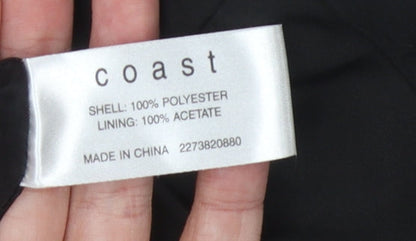 coast
SHELL: 100% POLYESTER
LINING: 100% ACETATE
MADE IN CHINA 2273820880